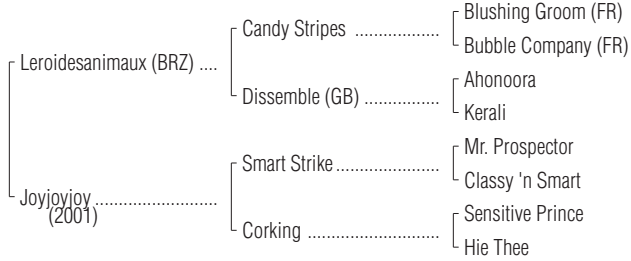 Blushing Groom (FR)
Candy Stripes ..................
Bubble Company (FR)
Leroidesanimaux (BRZ) ....
Ahonoora
Dissemble (GB) ................
Kerali
Mr. Prospector
Smart Strike ......................
Classy 'n Smart
Joyjoyjoy ..........................
(2001)
Sensitive Prince
Corking ............................
Hie Thee